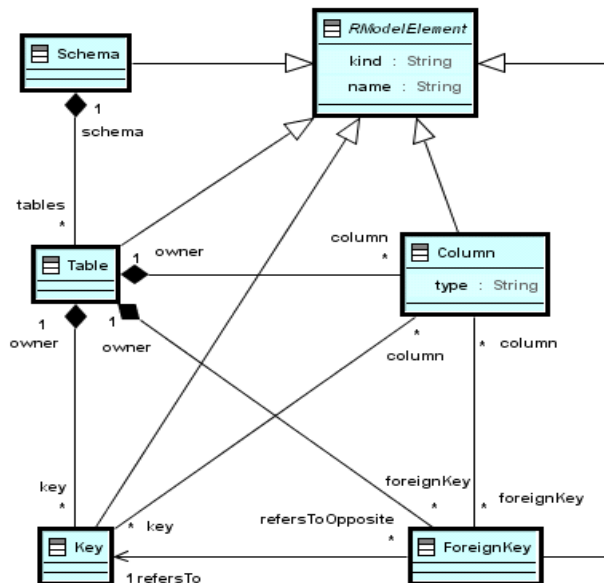 RModelElement
Schema
kind : String
name : String
1
schema
tables
*
column
1 owner
*
Table
Column
type : String
1
1
owner
owner
*
column
* column
key
*
foreignKey
*
* foreignKey
* key
refersToOpposite
*
Key
ForeignKey
1 refersTo